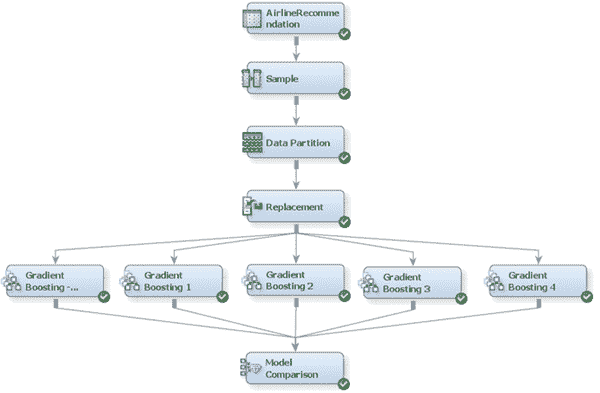 AirlineRecomme
ndation
Sample
Data Partition
Replacement
Gradient
Boosting -...
Gradient
Boosting 1
Gradient
Boosting 2
Gradient
Boosting 3
Gradient
Boosting 4
Model
Comparison